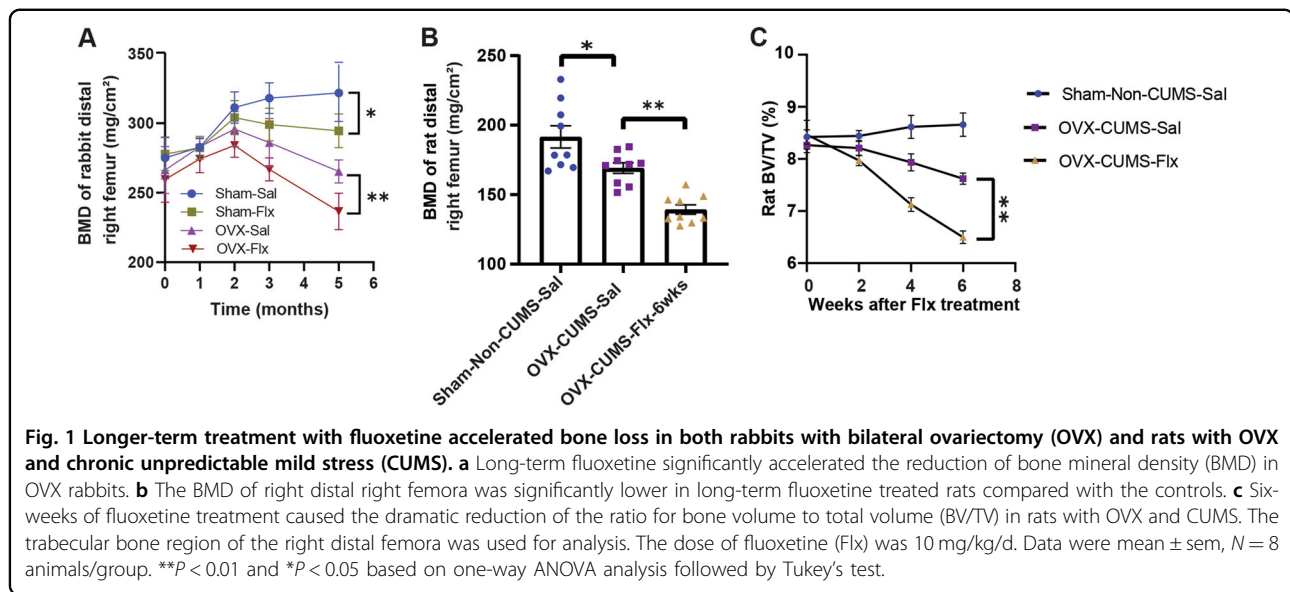 A
BMD of rabbit distal
right femur (mg/cm²)
350
300
250
200
Sham-Sal
Sham-Flx
OVX-Sal
OVX-Flx
*
**
0 1 2 3 4 5 6
Time (months)
B
BMD of rat distal
right femur (mg/cm²)
250
200
150
100
*
**
Sham-Non-CUMS-Sal
OVX-CUMS-Sal
OVX-CUMS-Flx-6wks
C
Rat BV/TV (%)
9
8
7
6
**
0 2 4 6 8
Weeks after Flx treatment
Sham-Non-CUMS-Sal
OVX-CUMS-Sal
OVX-CUMS-Flx
Fig. 1 Longer-term treatment with fluoxetine accelerated bone loss in both rabbits with bilateral ovariectomy (OVX) and rats with OVX
and chronic unpredictable mild stress (CUMS). a Long-term fluoxetine significantly accelerated the reduction of bone mineral density (BMD) in
OVX rabbits. b The BMD of right distal right femora was significantly lower in long-term fluoxetine treated rats compared with the controls. c Six-
weeks of fluoxetine treatment caused the dramatic reduction of the ratio for bone volume to total volume (BV/TV) in rats with OVX and CUMS. The
trabecular bone region of the right distal femora was used for analysis. The dose of fluoxetine (Flx) was 10 mg/kg/d. Data were mean ± sem, N = 8
animals/group. **P < 0.01 and *P < 0.05 based on one-way ANOVA analysis followed by Tukey's test.